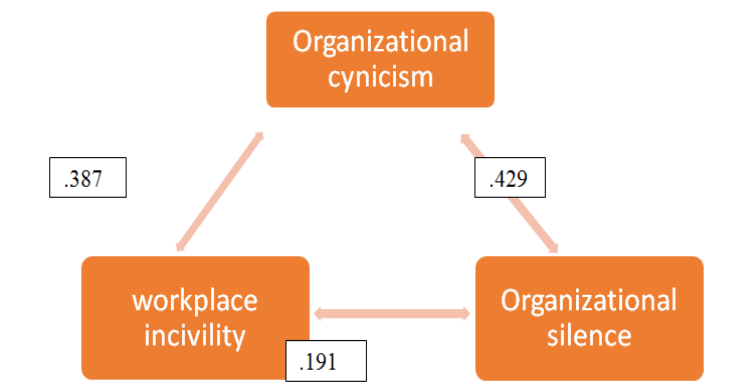 Organizational
cynicism
.387
.429
workplace
incivility
Organizational
silence
.191